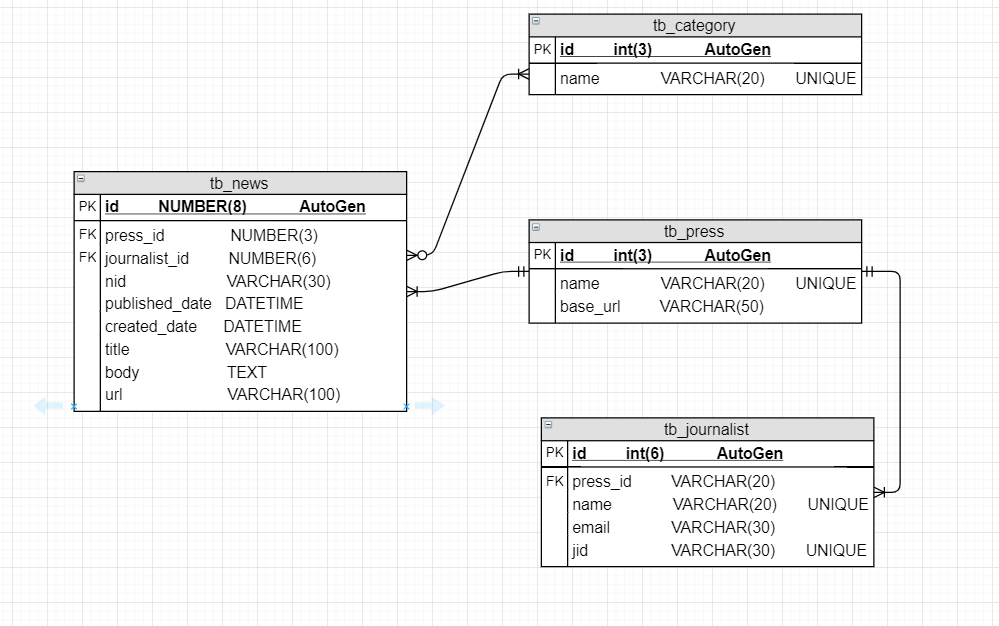 tb_category
PK id int(3) AutoGen
name VARCHAR(20) UNIQUE
tb_news
PK id NUMBER(8) AutoGen
FK press_id NUMBER(3)
FK journalist_id NUMBER(6)
nid VARCHAR(30)
published_date DATETIME
created_date DATETIME
title VARCHAR(100)
body TEXT
url VARCHAR(100)
tb_press
PK id int(3) AutoGen
name VARCHAR(20) UNIQUE
base_url VARCHAR(50)
tb_journalist
PK id int(6) AutoGen
FK press_id VARCHAR(20)
name VARCHAR(20) UNIQUE
email VARCHAR(30)
jid VARCHAR(30) UNIQUE